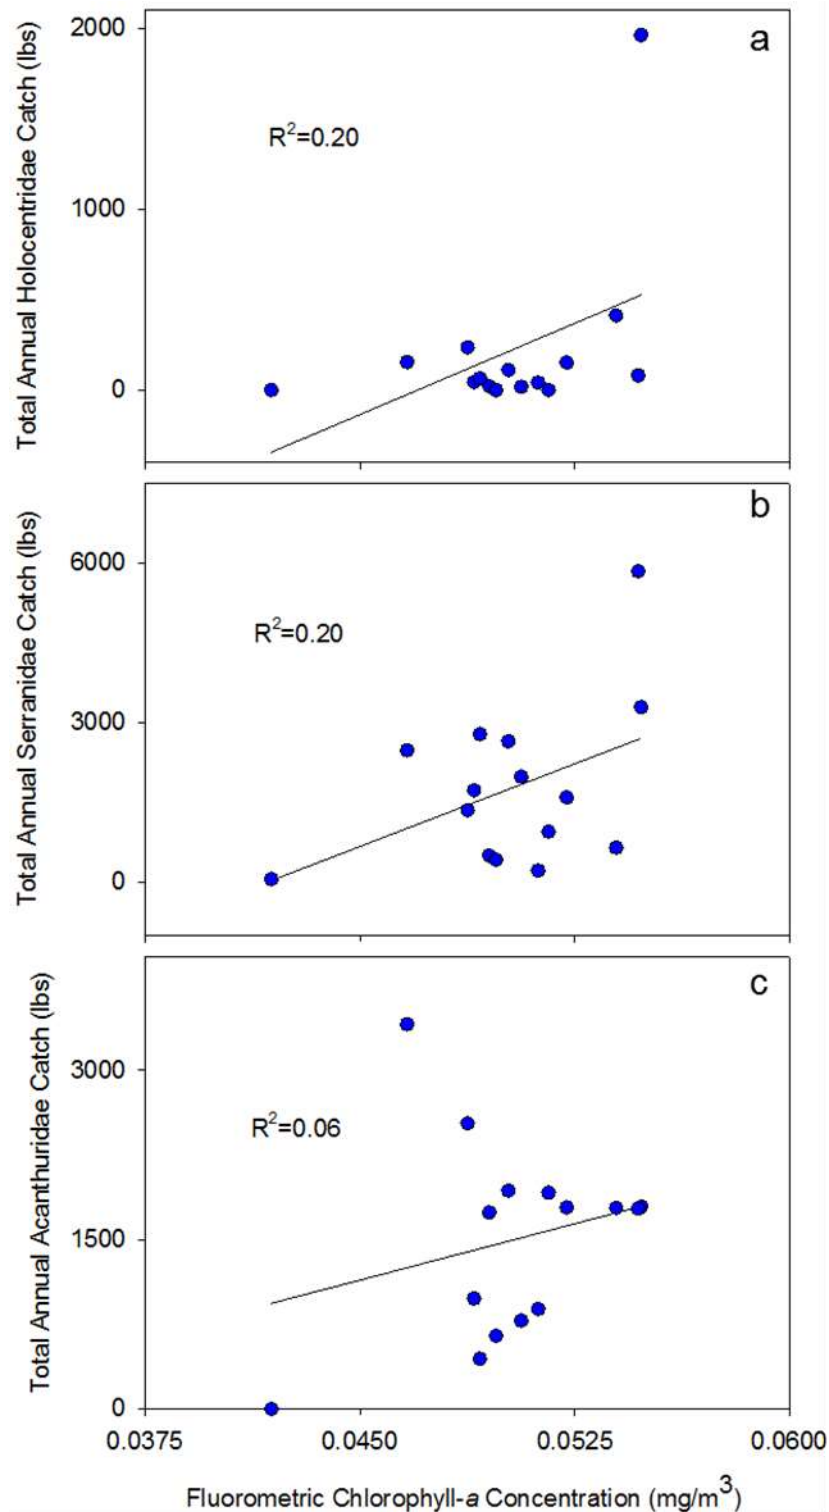 a
2000
R²=0.20
1000
0
Total Annual Holocentridae Catch (lbs)
b
6000
R²=0.20
3000
0
Total Annual Serranidae Catch (lbs)
c
3000
R²=0.06
1500
0
Total Annual Acanthuridae Catch (lbs)
0.0375 0.0450 0.0525 0.0600
Fluorometric Chlorophyll-a Concentration (mg/m³)